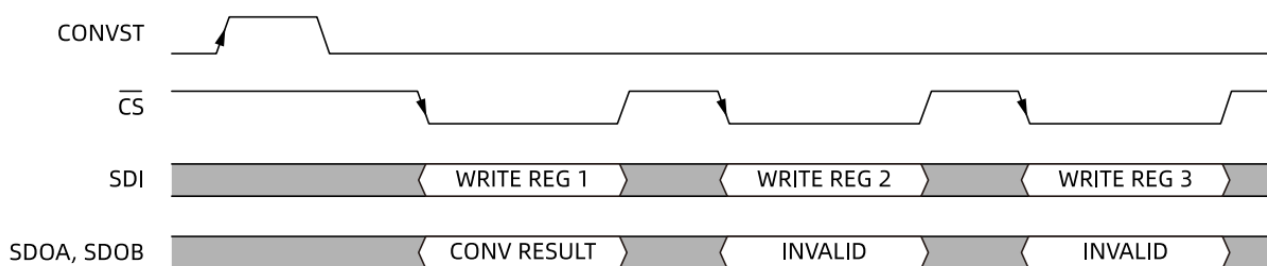 CONVST
CS
SDI WRITE REG 1 WRITE REG 2 WRITE REG 3
SDOA, SDOB CONV RESULT INVALID INVALID